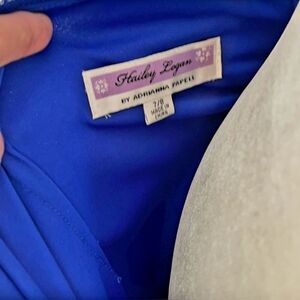 Hailey Logan
BY ADRIANNA PAPELL
7/8
MADE IN
CHINA